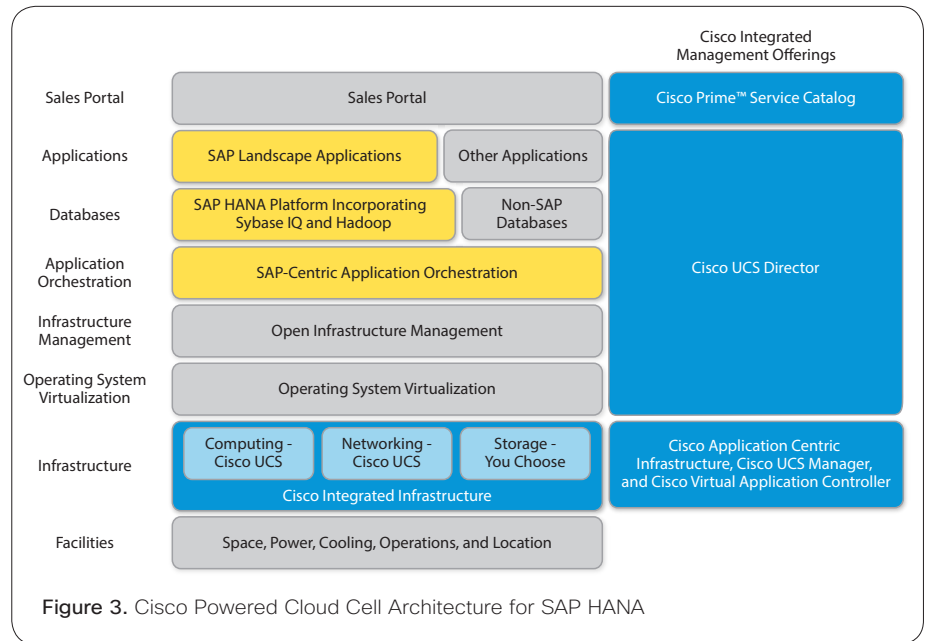 Cisco Integrated
Management Offerings
Sales Portal
Sales Portal
Cisco Prime™ Service Catalog
Applications
SAP Landscape Applications
Other Applications
Databases
SAP HANA Platform Incorporating
Sybase IQ and Hadoop
Non-SAP
Databases
Cisco UCS Director
Application
Orchestration
SAP-Centric Application Orchestration
Infrastructure
Management
Open Infrastructure Management
Operating System
Virtualization
Operating System Virtualization
Infrastructure
Computing -
Cisco UCS
Networking -
Cisco UCS
Storage -
You Choose
Cisco Integrated Infrastructure
Cisco Application Centric
Infrastructure, Cisco UCS Manager,
and Cisco Virtual Application Controller
Facilities
Space, Power, Cooling, Operations, and Location
Figure 3. Cisco Powered Cloud Cell Architecture for SAP HANA